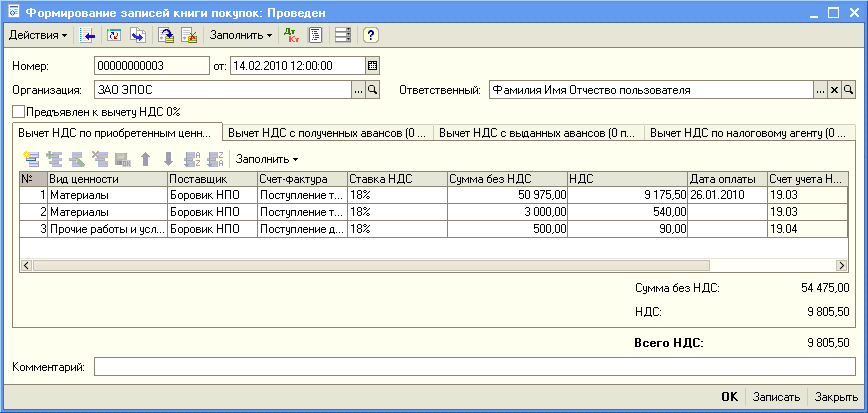 Формирование записей книги покупок: Проведен
Действия Дт Кт Заполнить ?
Номер: 00000000003 от: 14.02.2010 12:00:00
Организация: ЗАО ЭПОС ... Ответственный: Фамилия Имя Отчество пользователя ... ×
Предъявлен к вычету НДС 0%
Вычет НДС по приобретенным ценн... Вычет НДС с полученных авансов (0 ... Вычет НДС с выданных авансов (0 п... Вычет НДС по налоговому агенту (0 ...
Заполнить
№ Вид ценности Поставщик Счет-фактура Ставка НДС Сумма без НДС НДС Дата оплаты Счет учета Н...
1 Материалы Боровик НПО Поступление т... 18% 50 975,00 9 175,50 26.01.2010 19.03
2 Материалы Боровик НПО Поступление т... 18% 3 000,00 540,00 19.03
3 Прочие работы и усл... Боровик НПО Поступление д... 18% 500,00 90,00 19.04
Сумма без НДС: 54 475,00
НДС: 9 805,50
Всего НДС: 9 805,50
Комментарий:
OK Записать Закрыть